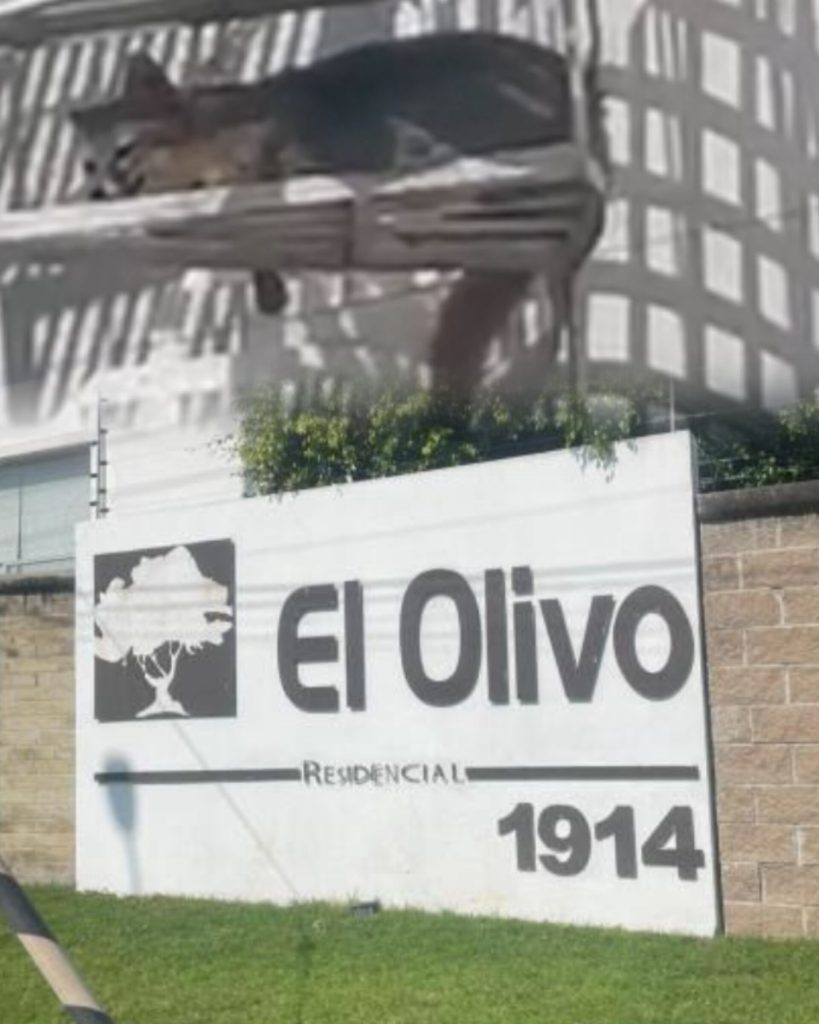 El Olivo
RESIDENCIAL
1914